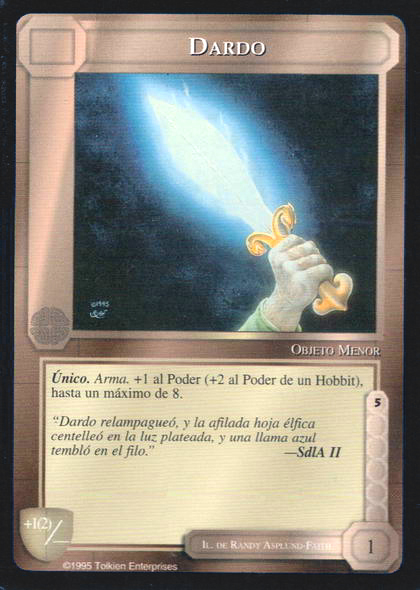 DARDO
©1995
OBJETO MENOR
Único. Arma. +1 al Poder (+2 al Poder de un Hobbit),
hasta un máximo de 8.
5
“Dardo relampagueó, y la afilada hoja élfica
centelleó en la luz plateada, y una llama azul
tembló en el filo.” —SdlA II
+1(2)/–
IL. DE RANDY ASPLUND-FAITH
1
©1995 Tolkien Enterprises